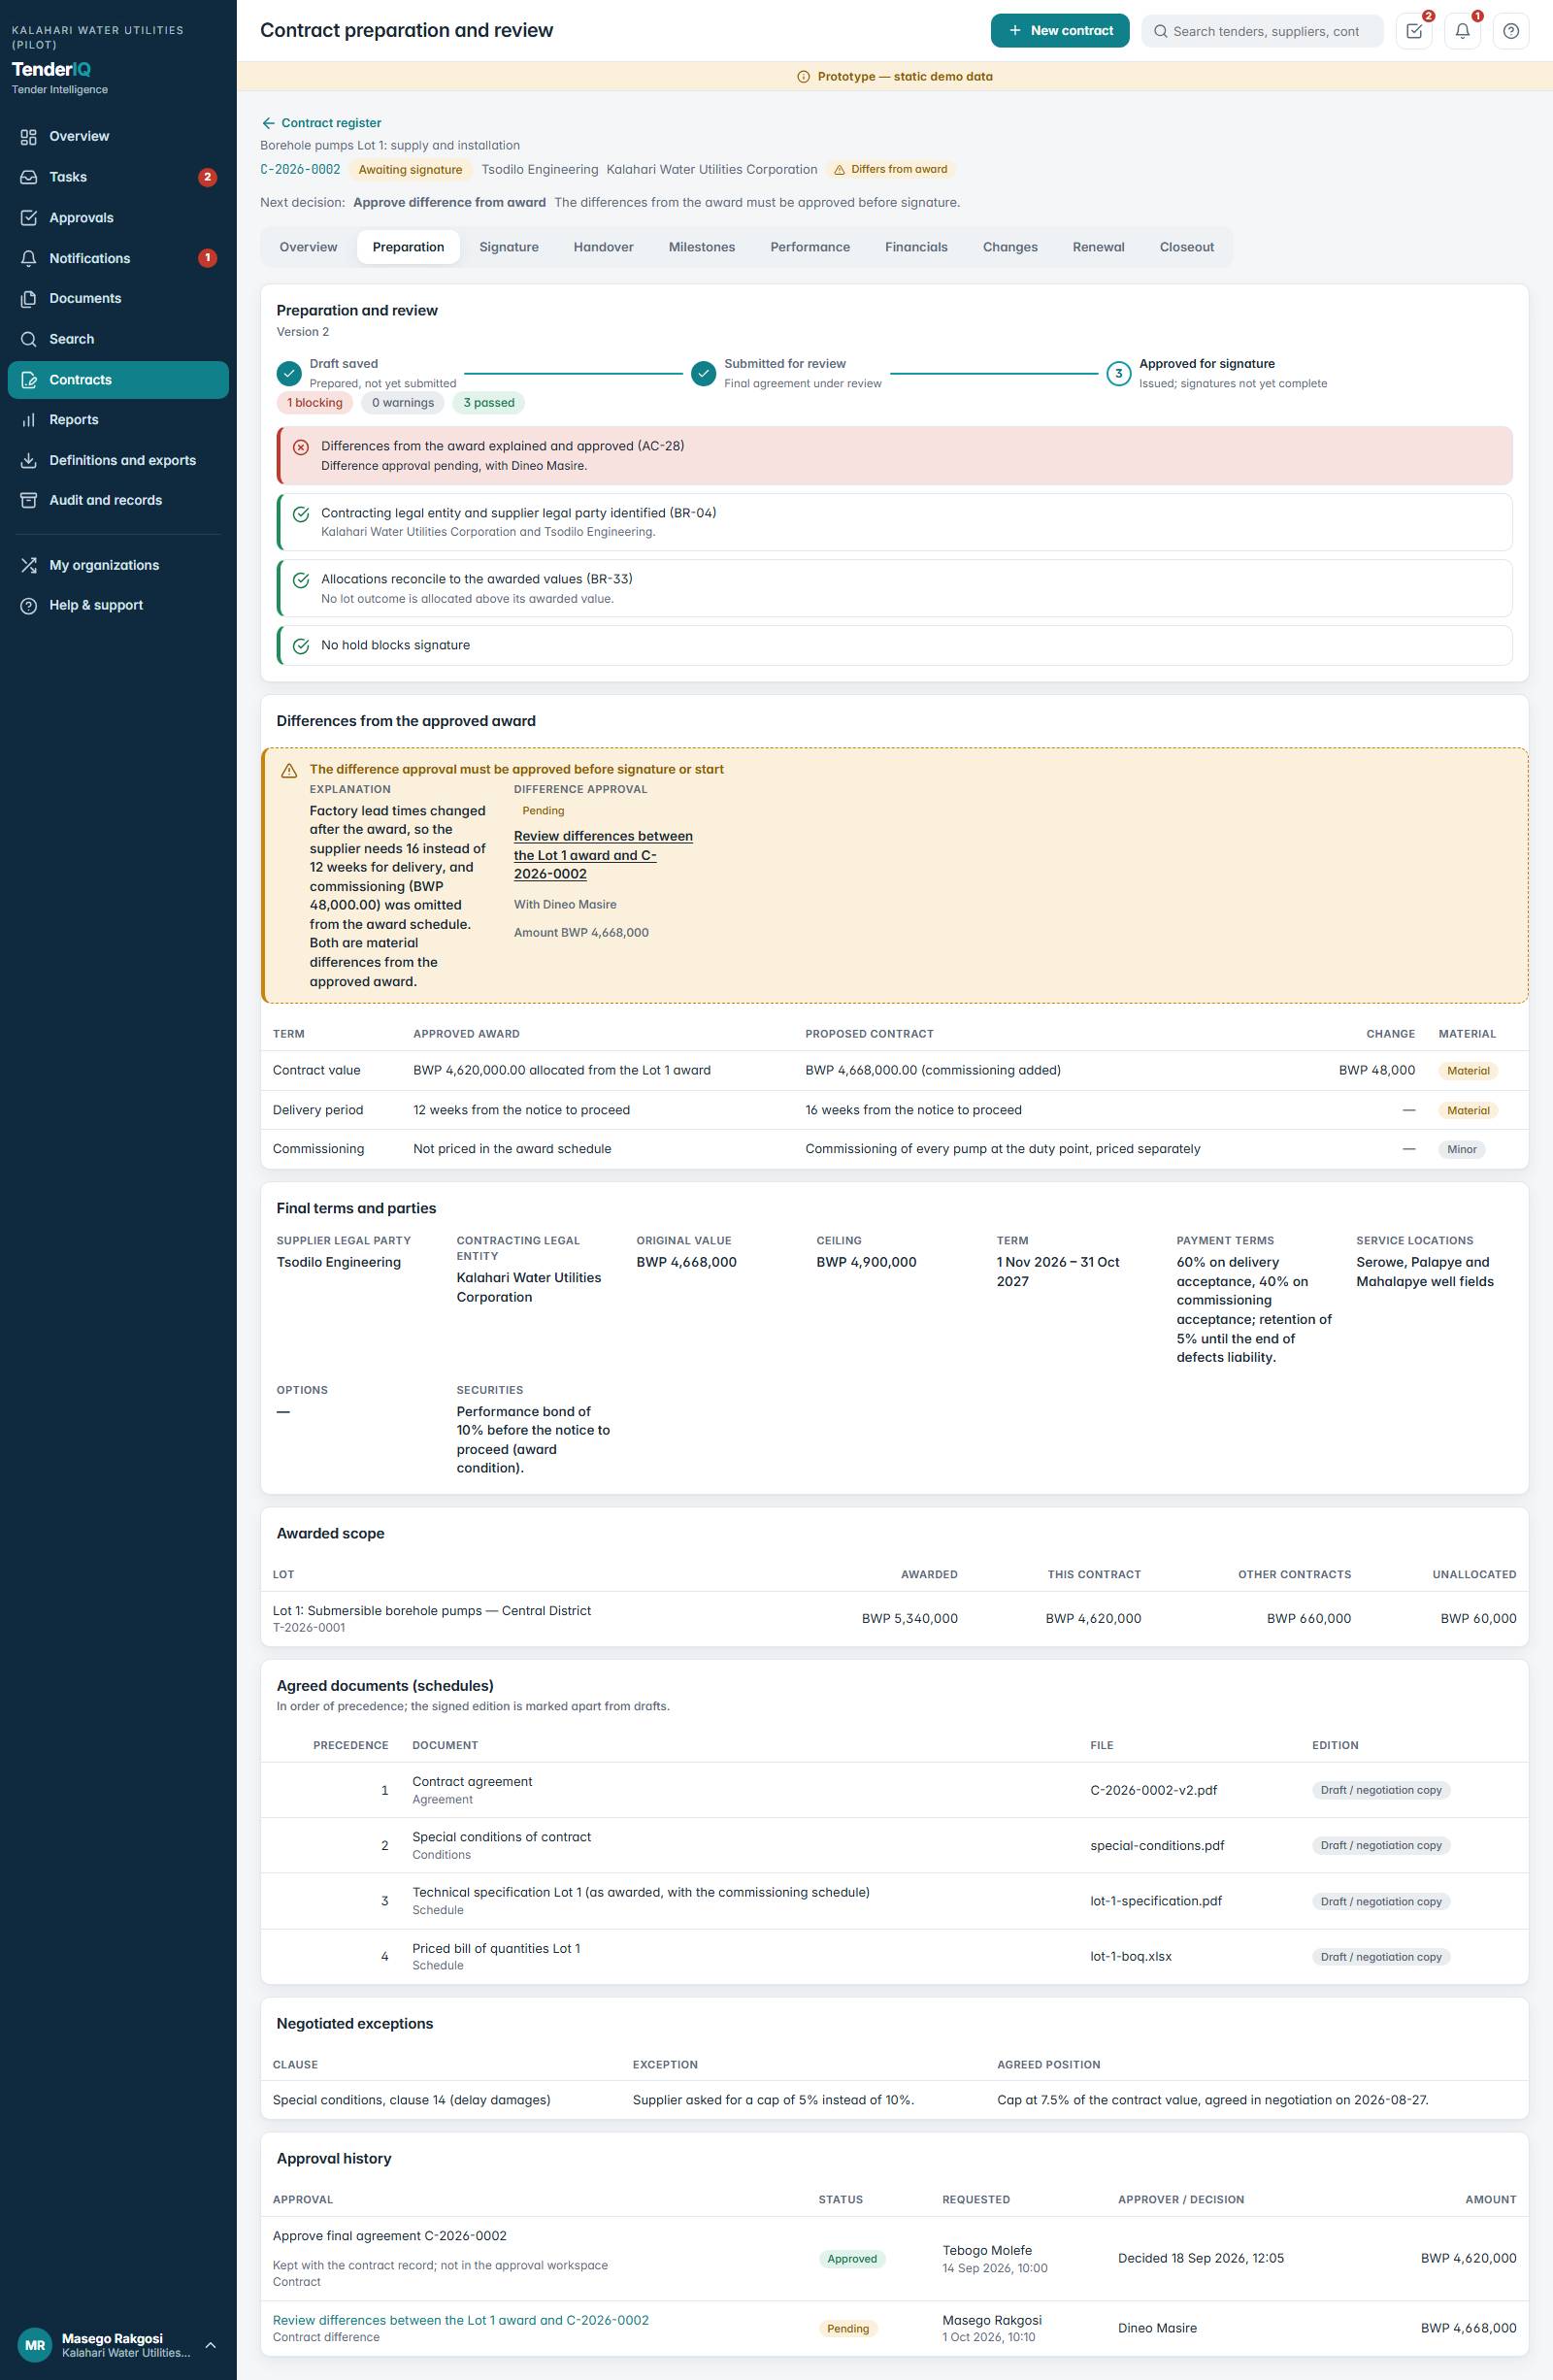 KALAHARI WATER UTILITIES
(PILOT)
TenderIQ
Tender Intelligence
Overview
Tasks 2
Approvals
Notifications 1
Documents
Search
Contracts
Reports
Definitions and exports
Audit and records
My organizations
Help & support
MR
Masego Rakgosi
Kalahari Water Utilities...
Contract preparation and review
New contract
Search tenders, suppliers, cont
2
1
Prototype — static demo data
Contract register
Borehole pumps Lot 1: supply and installation
C-2026-0002 Awaiting signature Tsodilo Engineering Kalahari Water Utilities Corporation Differs from award
Next decision: Approve difference from award The differences from the award must be approved before signature.
Overview Preparation Signature Handover Milestones Performance Financials Changes Renewal Closeout
Preparation and review
Version 2
Draft saved
Prepared, not yet submitted
Submitted for review
Final agreement under review
3
Approved for signature
Issued; signatures not yet complete
1 blocking 0 warnings 3 passed
Differences from the award explained and approved (AC-28)
Difference approval pending, with Dineo Masire.
Contracting legal entity and supplier legal party identified (BR-04)
Kalahari Water Utilities Corporation and Tsodilo Engineering.
Allocations reconcile to the awarded values (BR-33)
No lot outcome is allocated above its awarded value.
No hold blocks signature
Differences from the approved award
The difference approval must be approved before signature or start
EXPLANATION
Factory lead times changed
after the award, so the
supplier needs 16 instead of
12 weeks for delivery, and
commissioning (BWP
48,000.00) was omitted
from the award schedule.
Both are material
differences from the
approved award.
DIFFERENCE APPROVAL
Pending
Review differences between
the Lot 1 award and C-
2026-0002
With Dineo Masire
Amount BWP 4,668,000
TERM APPROVED AWARD PROPOSED CONTRACT CHANGE MATERIAL
Contract value BWP 4,620,000.00 allocated from the Lot 1 award BWP 4,668,000.00 (commissioning added) BWP 48,000 Material
Delivery period 12 weeks from the notice to proceed 16 weeks from the notice to proceed — Material
Commissioning Not priced in the award schedule Commissioning of every pump at the duty point, priced separately — Minor
Final terms and parties
SUPPLIER LEGAL PARTY
Tsodilo Engineering
CONTRACTING LEGAL
ENTITY
Kalahari Water Utilities
Corporation
ORIGINAL VALUE
BWP 4,668,000
CEILING
BWP 4,900,000
TERM
1 Nov 2026 – 31 Oct
2027
PAYMENT TERMS
60% on delivery
acceptance, 40% on
commissioning
acceptance; retention of
5% until the end of
defects liability.
SERVICE LOCATIONS
Serowe, Palapye and
Mahalapye well fields
OPTIONS
—
SECURITIES
Performance bond of
10% before the notice to
proceed (award
condition).
Awarded scope
LOT AWARDED THIS CONTRACT OTHER CONTRACTS UNALLOCATED
Lot 1: Submersible borehole pumps — Central District
T-2026-0001
BWP 5,340,000 BWP 4,620,000 BWP 660,000 BWP 60,000
Agreed documents (schedules)
In order of precedence; the signed edition is marked apart from drafts.
PRECEDENCE DOCUMENT FILE EDITION
1 Contract agreement
Agreement
C-2026-0002-v2.pdf Draft / negotiation copy
2 Special conditions of contract
Conditions
special-conditions.pdf Draft / negotiation copy
3 Technical specification Lot 1 (as awarded, with the commissioning schedule)
Schedule
lot-1-specification.pdf Draft / negotiation copy
4 Priced bill of quantities Lot 1
Schedule
lot-1-boq.xlsx Draft / negotiation copy
Negotiated exceptions
CLAUSE EXCEPTION AGREED POSITION
Special conditions, clause 14 (delay damages) Supplier asked for a cap of 5% instead of 10%. Cap at 7.5% of the contract value, agreed in negotiation on 2026-08-27.
Approval history
APPROVAL STATUS REQUESTED APPROVER / DECISION AMOUNT
Approve final agreement C-2026-0002
Kept with the contract record; not in the approval workspace
Contract
Approved
Tebogo Molefe
14 Sep 2026, 10:00
Decided 18 Sep 2026, 12:05
BWP 4,620,000
Review differences between the Lot 1 award and C-2026-0002
Contract difference
Pending
Masego Rakgosi
1 Oct 2026, 10:10
Dineo Masire
BWP 4,668,000